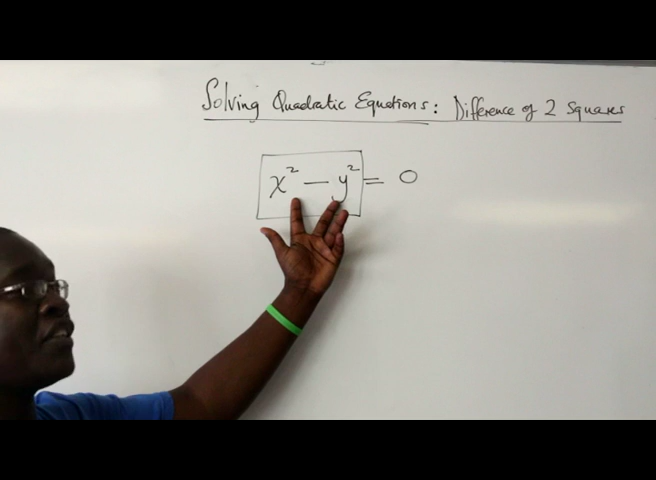 Solving Quadratic Equations: Difference of 2 Squares
x² − y² = 0